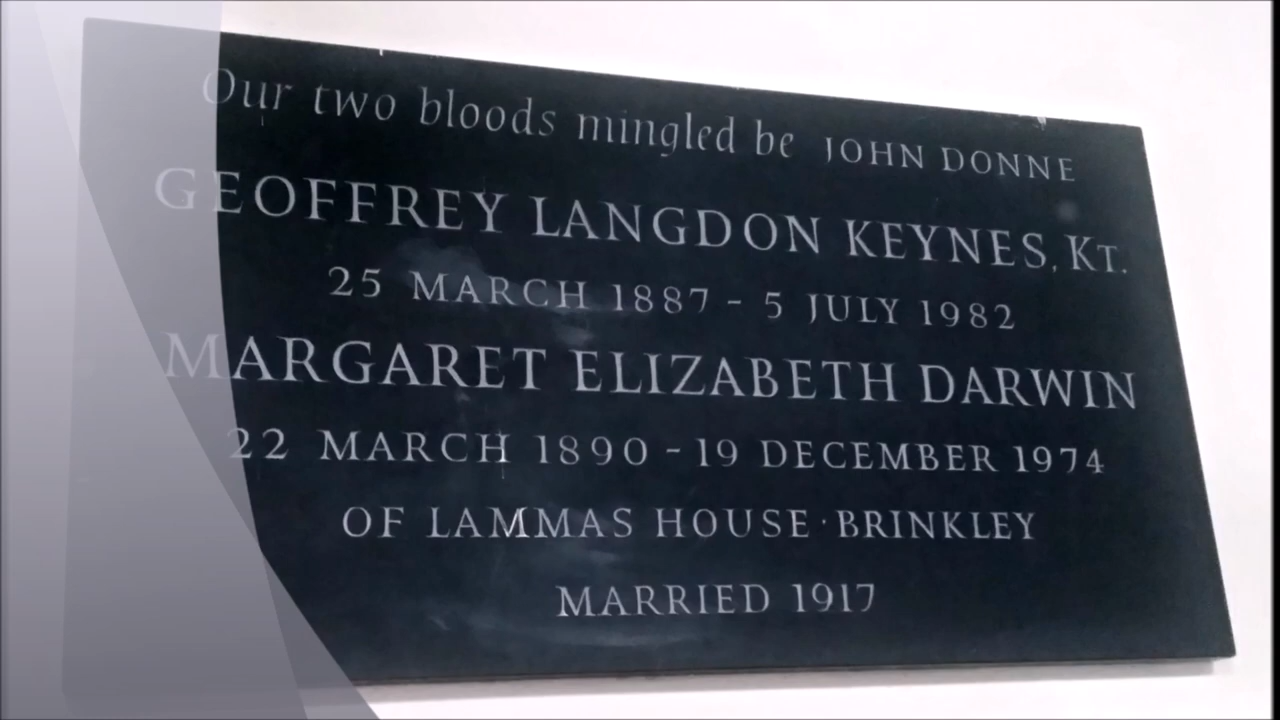 Our two bloods mingled be JOHN DONNE
GEOFFREY LANGDON KEYNES, KT.
25 MARCH 1887 - 5 JULY 1982
MARGARET ELIZABETH DARWIN
22 MARCH 1890 - 19 DECEMBER 1974
OF LAMMAS HOUSE · BRINKLEY
MARRIED 1917